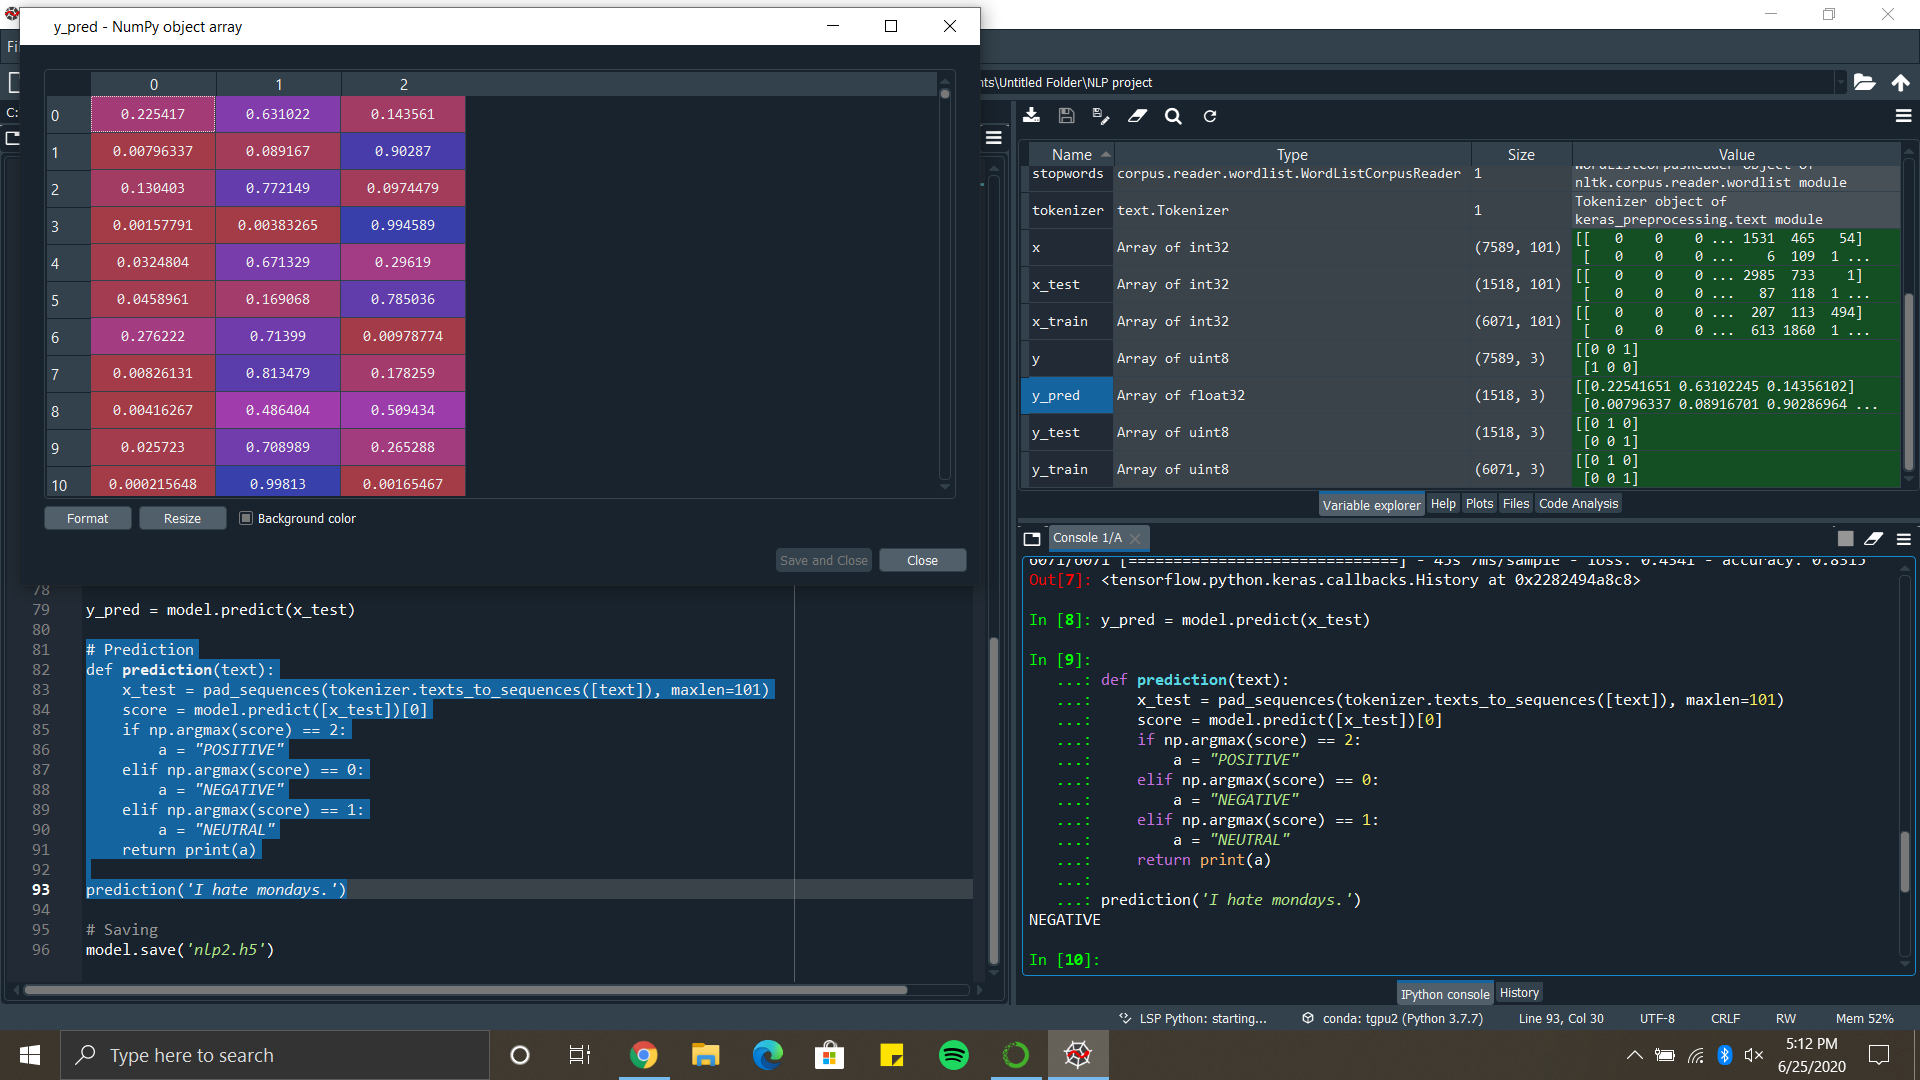 y_pred - NumPy object array
Fi
0 1 2
0 0.225417 0.631022 0.143561
1 0.00796337 0.089167 0.90287
2 0.130403 0.772149 0.0974479
3 0.00157791 0.00383265 0.994589
4 0.0324804 0.671329 0.29619
5 0.0458961 0.169068 0.785036
6 0.276222 0.71399 0.00978774
7 0.00826131 0.813479 0.178259
8 0.00416267 0.486404 0.509434
9 0.025723 0.708989 0.265288
10 0.000215648 0.99813 0.00165467
Format Resize Background color
Save and Close Close
C:
nts\Untitled Folder\NLP project
Name Type Size Value
stopwords corpus.reader.wordlist.WordListCorpusReader 1 WordListCorpusReader object of
nltk.corpus.reader.wordlist module
tokenizer text.Tokenizer 1 Tokenizer object of
keras_preprocessing.text module
x Array of int32 (7589, 101) [[ 0 0 0 ... 1531 465 54]
[ 0 0 0 ... 6 109 1 ...
x_test Array of int32 (1518, 101) [[ 0 0 0 ... 2985 733 1]
[ 0 0 0 ... 87 118 1 ...
x_train Array of int32 (6071, 101) [[ 0 0 0 ... 207 113 494]
[ 0 0 0 ... 613 1860 1 ...
y Array of uint8 (7589, 3) [[0 0 1]
[1 0 0]
y_pred Array of float32 (1518, 3) [[0.22541651 0.63102245 0.14356102]
[0.00796337 0.08916701 0.90286964 ...
y_test Array of uint8 (1518, 3) [[0 1 0]
[0 0 1]
y_train Array of uint8 (6071, 3) [[0 1 0]
[0 0 1]
Variable explorer Help Plots Files Code Analysis
78
79 y_pred = model.predict(x_test)
80
81 # Prediction
82 def prediction(text):
83 x_test = pad_sequences(tokenizer.texts_to_sequences([text]), maxlen=101)
84 score = model.predict([x_test])[0]
85 if np.argmax(score) == 2:
86 a = "POSITIVE"
87 elif np.argmax(score) == 0:
88 a = "NEGATIVE"
89 elif np.argmax(score) == 1:
90 a = "NEUTRAL"
91 return print(a)
92
93 prediction('I hate mondays.')
94
95 # Saving
96 model.save('nlp2.h5')
Console 1/A
6071/6071 [==============================] - 45s 7ms/sample - loss: 0.4341 - accuracy: 0.8315
Out[7]: <tensorflow.python.keras.callbacks.History at 0x2282494a8c8>
In [8]: y_pred = model.predict(x_test)
In [9]:
...: def prediction(text):
...: x_test = pad_sequences(tokenizer.texts_to_sequences([text]), maxlen=101)
...: score = model.predict([x_test])[0]
...: if np.argmax(score) == 2:
...: a = "POSITIVE"
...: elif np.argmax(score) == 0:
...: a = "NEGATIVE"
...: elif np.argmax(score) == 1:
...: a = "NEUTRAL"
...: return print(a)
...:
...: prediction('I hate mondays.')
NEGATIVE
In [10]:
IPython console History
LSP Python: starting... conda: tgpu2 (Python 3.7.7) Line 93, Col 30 UTF-8 CRLF RW Mem 52%
Type here to search
5:12 PM
6/25/2020